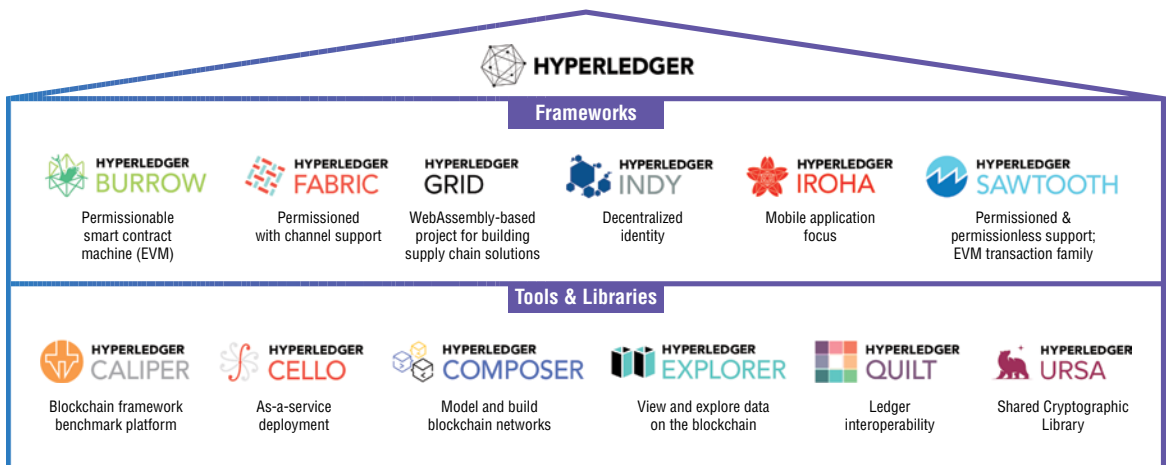 HYPERLEDGER
Frameworks
HYPERLEDGER
BURROW
Permissionable
smart contract
machine (EVM)
HYPERLEDGER
FABRIC
Permissioned
with channel support
HYPERLEDGER
GRID
WebAssembly-based
project for building
supply chain solutions
HYPERLEDGER
INDY
Decentralized
identity
HYPERLEDGER
IROHA
Mobile application
focus
HYPERLEDGER
SAWTOOTH
Permissioned &
permissionless support;
EVM transaction family
Tools & Libraries
HYPERLEDGER
CALIPER
Blockchain framework
benchmark platform
HYPERLEDGER
CELLO
As-a-service
deployment
HYPERLEDGER
COMPOSER
Model and build
blockchain networks
HYPERLEDGER
EXPLORER
View and explore data
on the blockchain
HYPERLEDGER
QUILT
Ledger
interoperability
HYPERLEDGER
URSA
Shared Cryptographic
Library